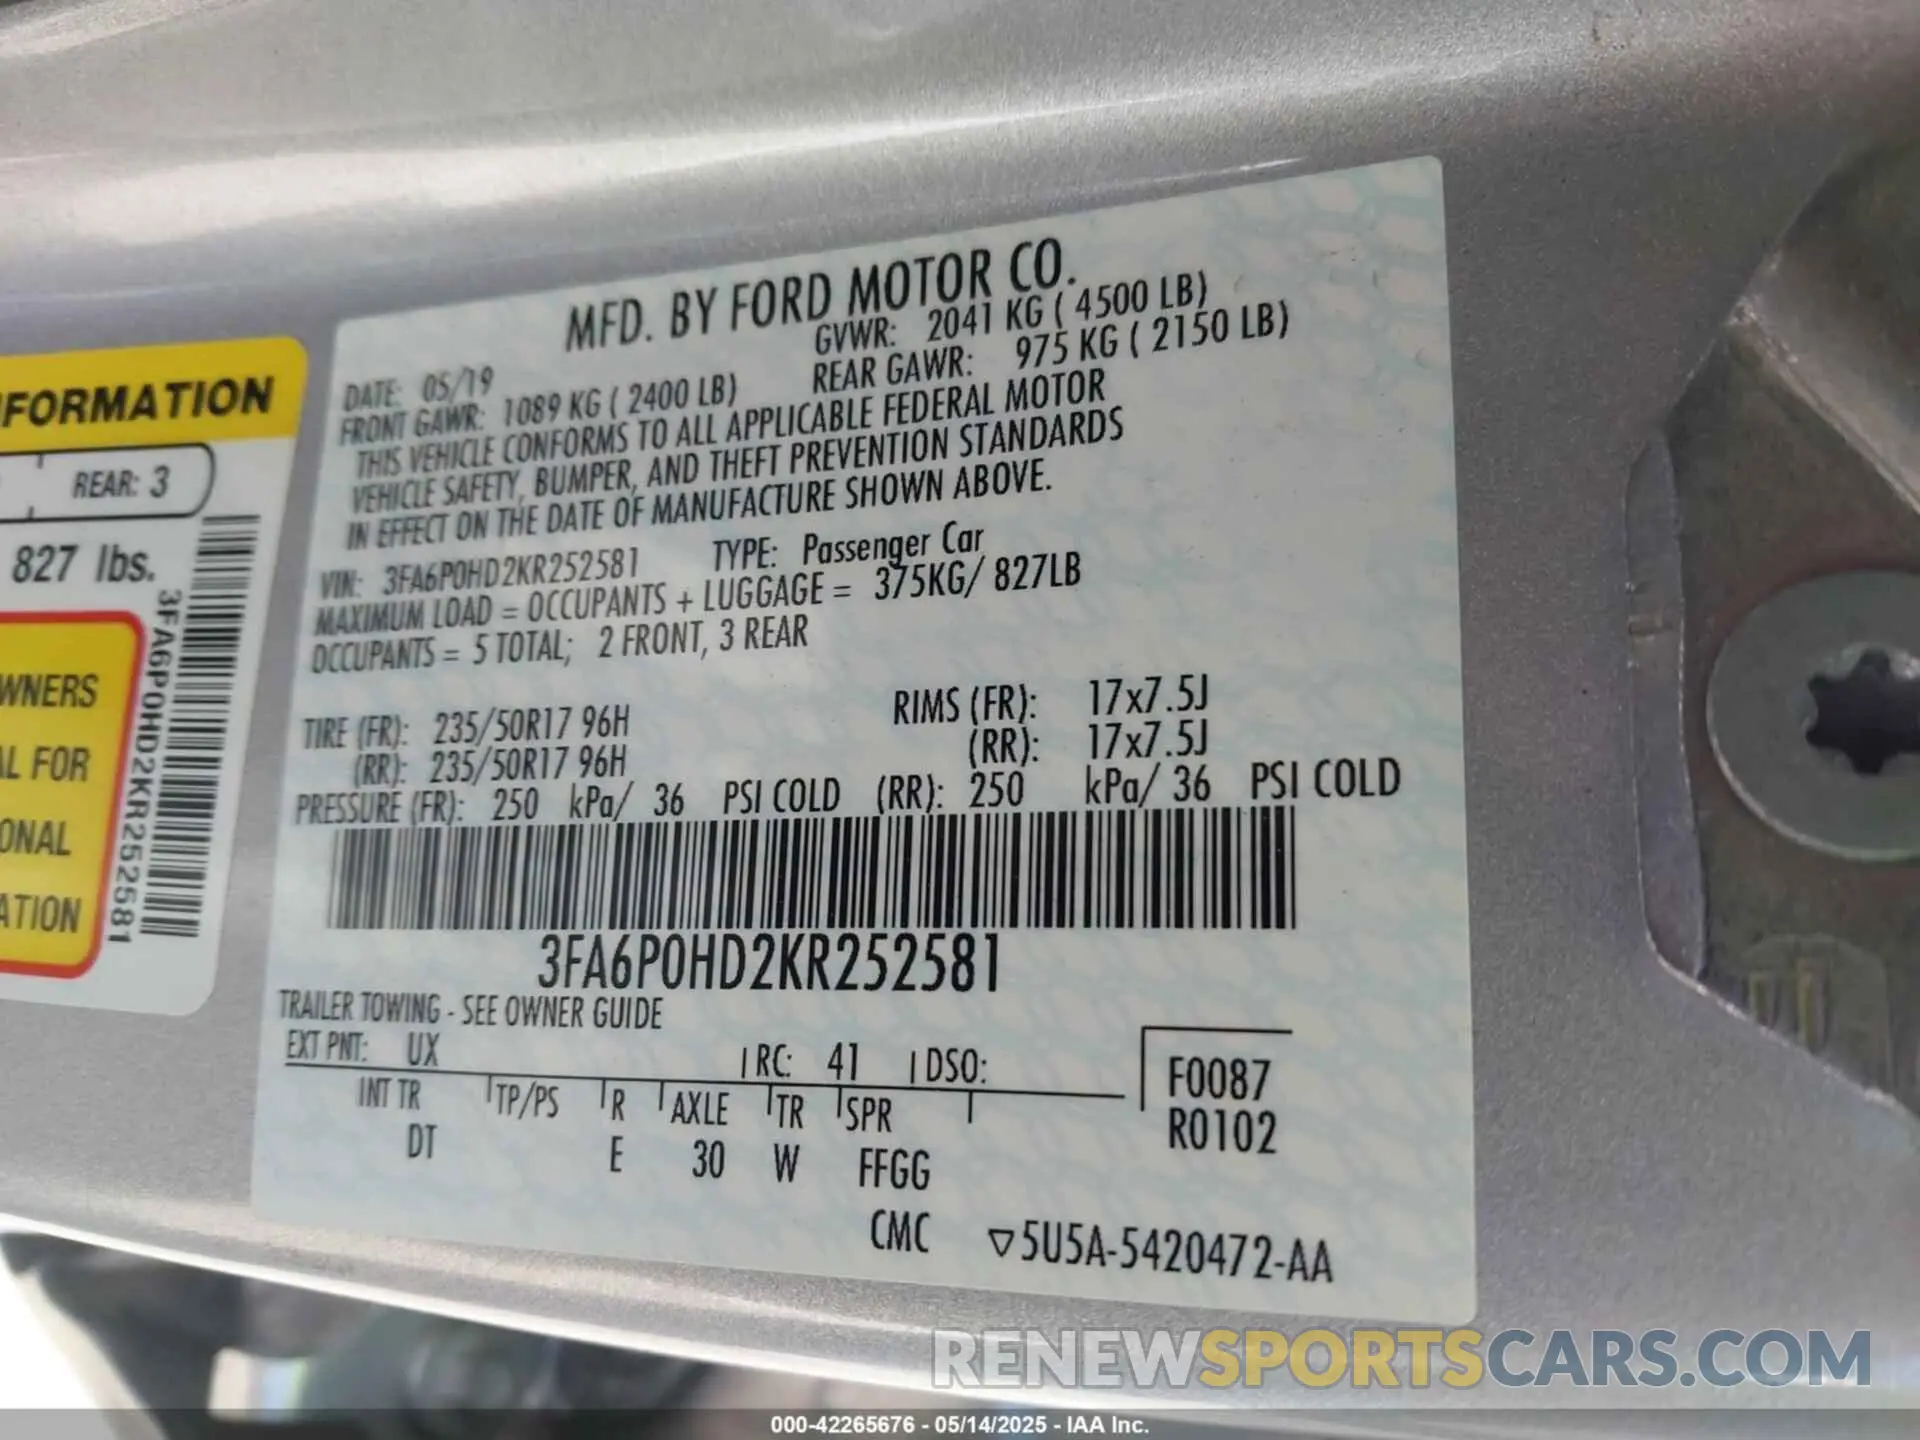 MFD. BY FORD MOTOR CO.
DATE: 05/19 GVWR: 2041 KG ( 4500 LB)
FRONT GAWR: 1089 KG ( 2400 LB) REAR GAWR: 975 KG ( 2150 LB)
THIS VEHICLE CONFORMS TO ALL APPLICABLE FEDERAL MOTOR
VEHICLE SAFETY, BUMPER, AND THEFT PREVENTION STANDARDS
IN EFFECT ON THE DATE OF MANUFACTURE SHOWN ABOVE.
VIN: 3FA6P0HD2KR252581 TYPE: Passenger Car
MAXIMUM LOAD = OCCUPANTS + LUGGAGE = 375KG/ 827LB
OCCUPANTS = 5 TOTAL; 2 FRONT, 3 REAR
TIRE (FR): 235/50R17 96H RIMS (FR): 17x7.5J
(RR): 235/50R17 96H (RR): 17x7.5J
PRESSURE (FR): 250 kPa/ 36 PSI COLD (RR): 250 kPa/ 36 PSI COLD
3FA6P0HD2KR252581
TRAILER TOWING - SEE OWNER GUIDE
EXT PNT: UX RC: 41 DSO:
INT TR TP/PS R AXLE TR SPR
DT E 30 W FFGG
F0087
R0102
CMC ▽5U5A-5420472-AA
NFORMATION
REAR: 3
827 lbs.
3FA6P0HD2KR252581
WNERS
AL FOR
ONAL
ATION
RENEWSPORTSCARS.COM
000-42265676 - 05/14/2025 - IAA Inc.